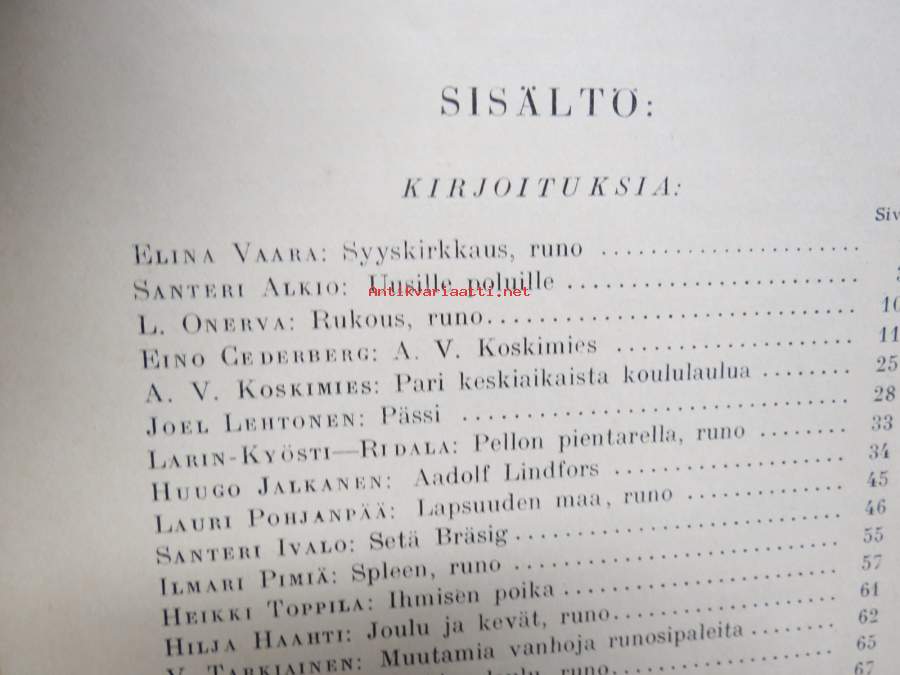 SISÄLTÖ:
KIRJOITUKSIA:
Siv
ELINA VAARA: Syyskirkkaus, runo ........................
SANTERI ALKIO: Uusille poluille ...........................
Antikvariaatti.net
L. ONERVA: Rukous, runo.................................. 10
EINO CEDERBERG: A. V. Koskimies ...................... 11
A. V. KOSKIMIES: Pari keskiaikaista koululaulua ........ 25
JOEL LEHTONEN: Pässi .................................... 28
LARIN-KYÖSTI—RIDALA: Pellon pientarella, runo ........ 33
HUUGO JALKANEN: Aadolf Lindfors ...................... 34
LAURI POHJANPÄÄ: Lapsuuden maa, runo .............. 45
SANTERI IVALO: Setä Bräsig.............................. 46
ILMARI PIMIÄ: Spleen, runo .............................. 55
HEIKKI TOPPILA: Ihmisen poika .......................... 57
HILJA HAAHTI: Joulu ja kevät, runo...................... 61
V. TARKIAINEN: Muutamia vanhoja runosipaleita ........ 62
runo.................... 65
67